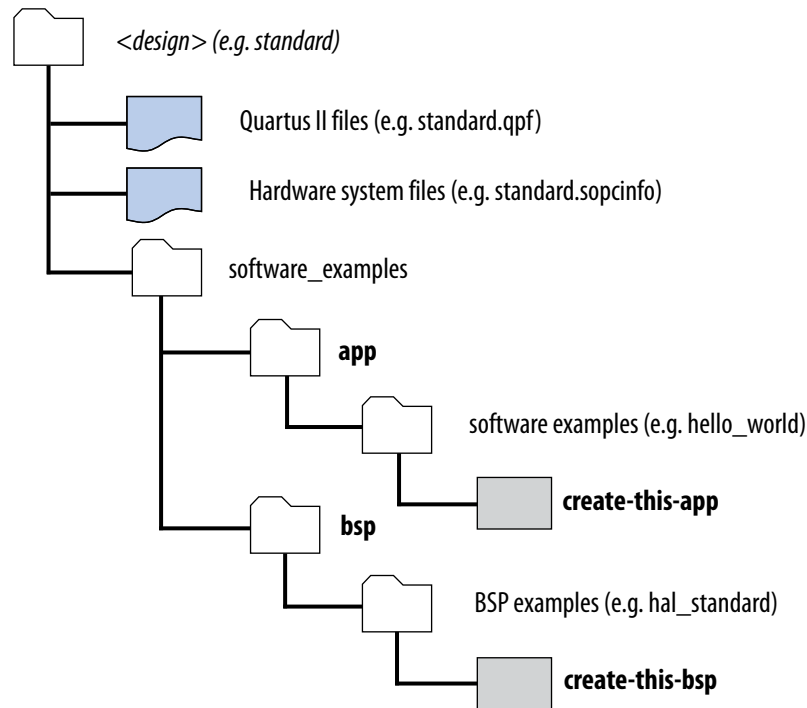 <design> (e.g. standard)
Quartus II files (e.g. standard.qpf)
Hardware system files (e.g. standard.sopcinfo)
software_examples
app
software examples (e.g. hello_world)
create-this-app
bsp
BSP examples (e.g. hal_standard)
create-this-bsp